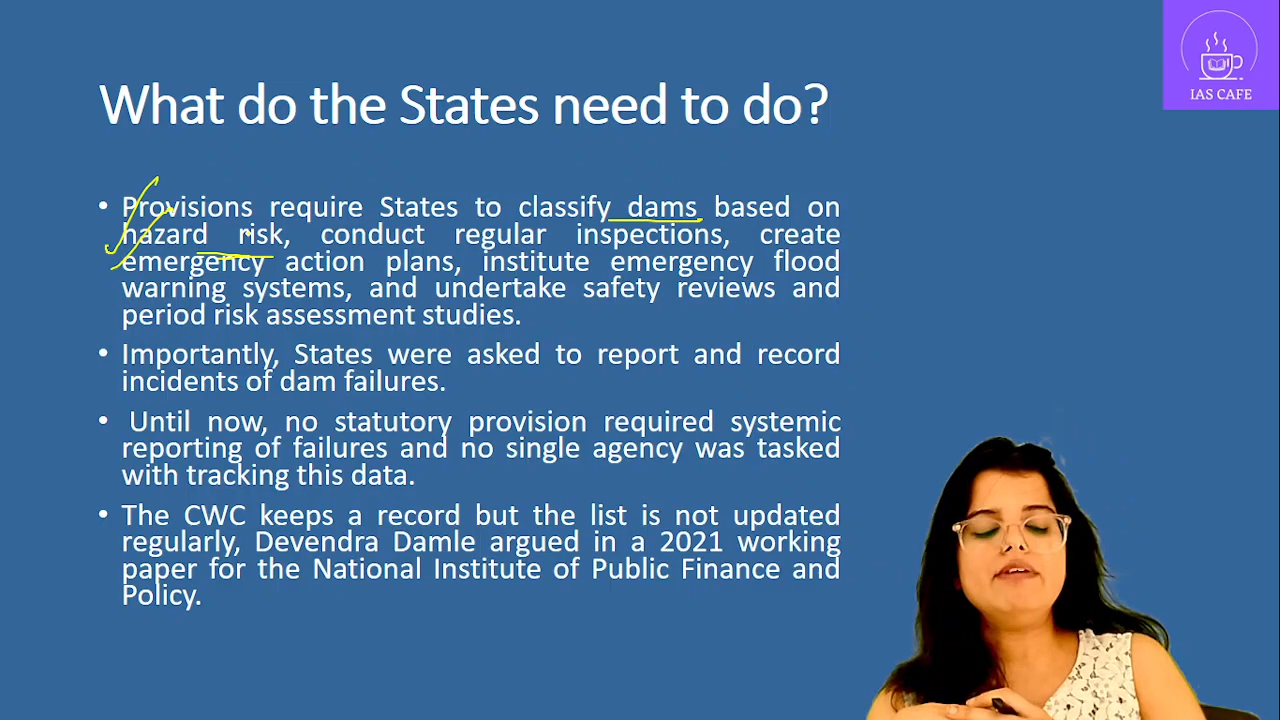 IAS CAFE
What do the States need to do?
• Provisions require States to classify dams based on
hazard risk, conduct regular inspections, create
emergency action plans, institute emergency flood
warning systems, and undertake safety reviews and
period risk assessment studies.
• Importantly, States were asked to report and record
incidents of dam failures.
• Until now, no statutory provision required systemic
reporting of failures and no single agency was tasked
with tracking this data.
• The CWC keeps a record but the list is not updated
regularly, Devendra Damle argued in a 2021 working
paper for the National Institute of Public Finance and
Policy.